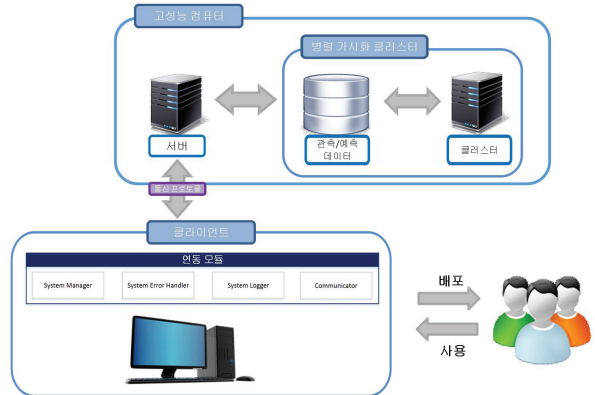 고성능 컴퓨터
병렬 가시화 클러스터
서버
관측/예측
데이터
클러스터
통신 프로토콜
클라이언트
연동 모듈
System Manager
System Error Handler
System Logger
Communicator
배포
사용